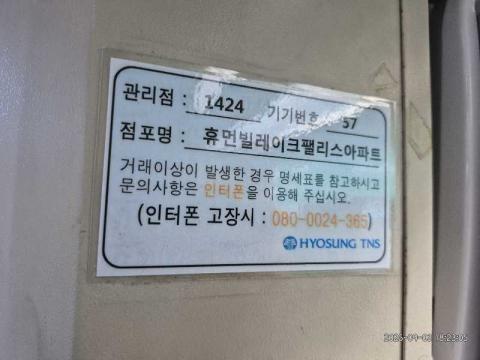 관리점 : 1424 기기번호 57
점포명 : 휴먼빌레이크팰리스아파트
거래이상이 발생한 경우 명세표를 참고하시고
문의사항은 인터폰을 이용해 주십시오.
(인터폰 고장시 : 080-0024-365)
HYOSUNG TNS